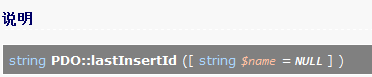 说明
string PDO::lastInsertId ([ string $name = NULL ] )